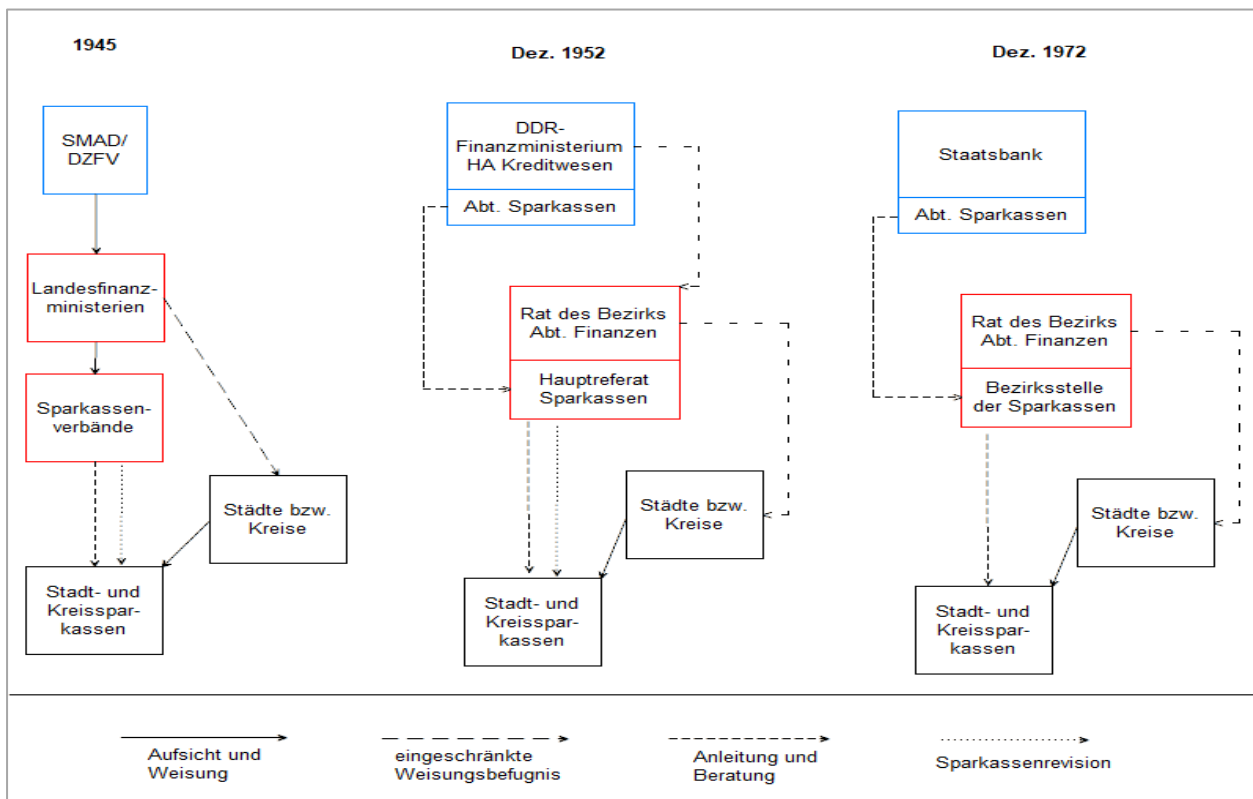 1945
SMAD/
DZFV
Landesfinanz-
ministerien
Sparkassen-
verbände
Städte bzw.
Kreise
Stadt- und
Kreisspar-
kassen
Dez. 1952
DDR-
Finanzministerium
HA Kreditwesen
Abt. Sparkassen
Rat des Bezirks
Abt. Finanzen
Hauptreferat
Sparkassen
Städte bzw.
Kreise
Stadt- und
Kreisspar-
kassen
Dez. 1972
Staatsbank
Abt. Sparkassen
Rat des Bezirks
Abt. Finanzen
Bezirksstelle
der Sparkassen
Städte bzw.
Kreise
Stadt- und
Kreisspar-
kassen
Aufsicht und
Weisung
eingeschränkte
Weisungsbefugnis
Anleitung und
Beratung
Sparkassenrevision